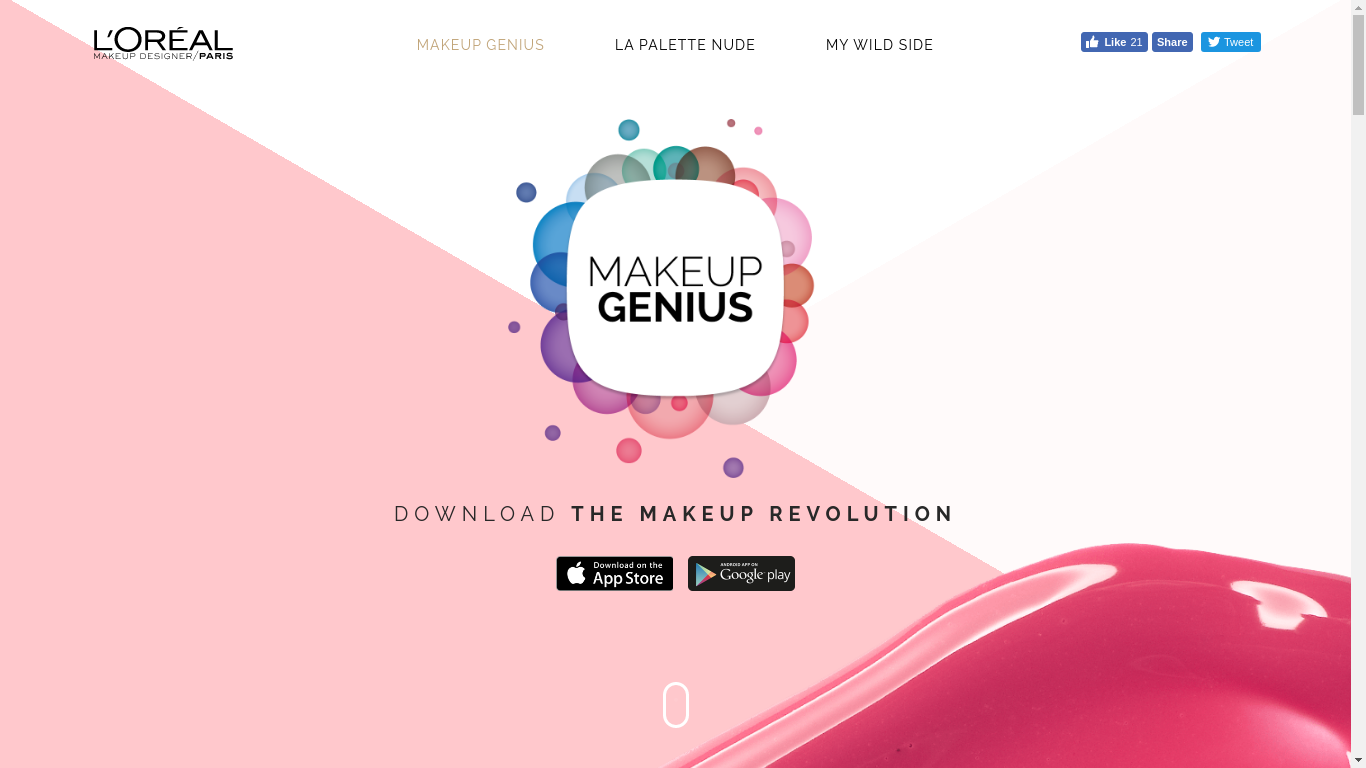 L'ORÉAL
MAKEUP DESIGNER/PARIS
MAKEUP GENIUS
LA PALETTE NUDE
MY WILD SIDE
Like 21
Share
Tweet
MAKEUP
GENIUS
DOWNLOAD THE MAKEUP REVOLUTION
Download on the
App Store
ANDROID APP ON
Google play